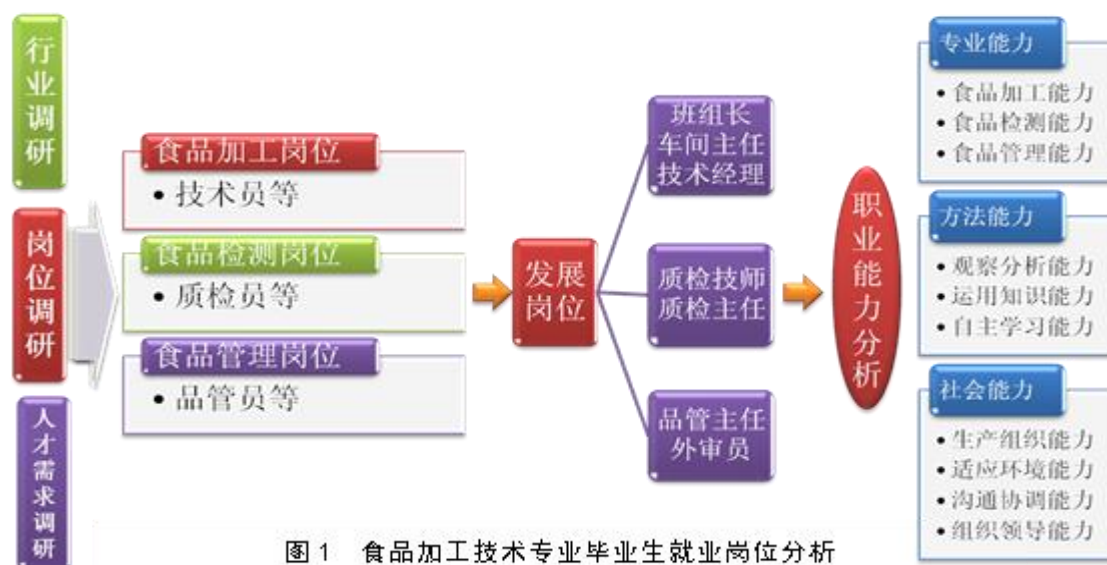 行业调研
岗位调研
人才需求调研
食品加工岗位
• 技术员等
食品检测岗位
• 质检员等
食品管理岗位
• 品管员等
发展
岗位
班组长
车间主任
技术经理
质检技师
质检主任
品管主任
外审员
职业能力分析
专业能力
• 食品加工能力
• 食品检测能力
• 食品管理能力
方法能力
• 观察分析能力
• 运用知识能力
• 自主学习能力
社会能力
• 生产组织能力
• 适应环境能力
• 沟通协调能力
• 组织领导能力
图1 食品加工技术专业毕业生就业岗位分析